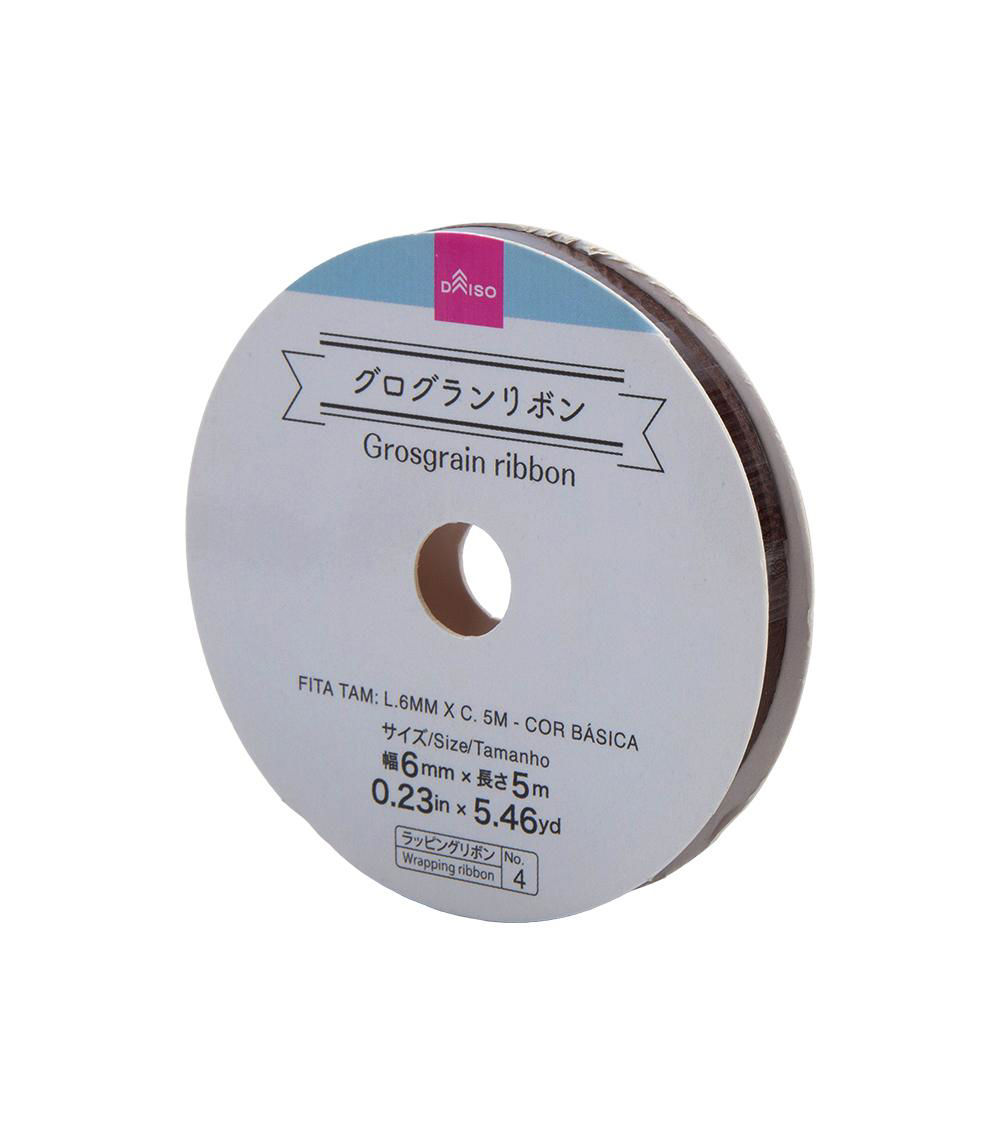 DAISO
グログランリボン
Grosgrain ribbon
FITA TAM: L.6MM X C. 5M - COR BÁSICA
サイズ/Size/Tamanho
幅6mm × 長さ5m
0.23in × 5.46yd
ラッピングリボン No.
Wrapping ribbon 4